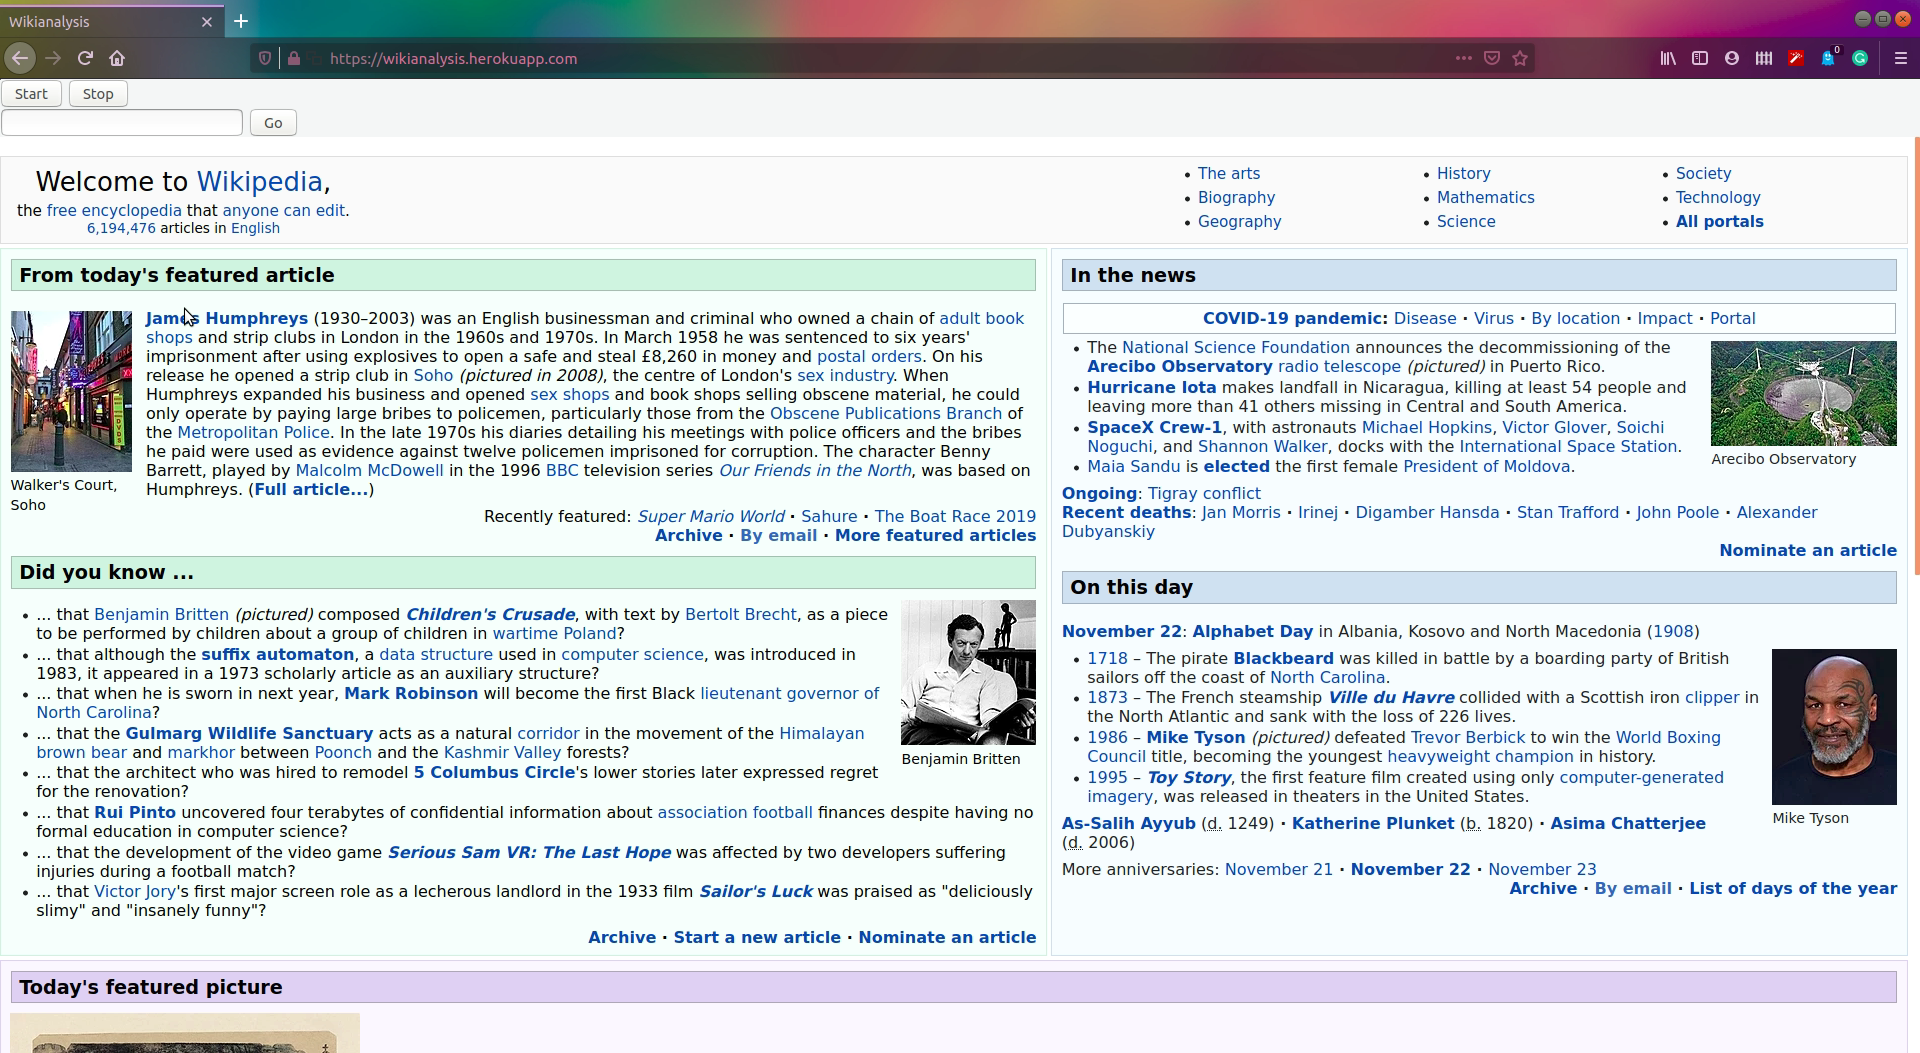 Wikianalysis
https://wikianalysis.herokuapp.com
0
Start Stop
Go
Welcome to Wikipedia,
the free encyclopedia that anyone can edit.
6,194,476 articles in English
• The arts
• Biography
• Geography
• History
• Mathematics
• Science
• Society
• Technology
• All portals
From today's featured article
James Humphreys (1930–2003) was an English businessman and criminal who owned a chain of adult book
shops and strip clubs in London in the 1960s and 1970s. In March 1958 he was sentenced to six years'
imprisonment after using explosives to open a safe and steal £8,260 in money and postal orders. On his
release he opened a strip club in Soho (pictured in 2008), the centre of London's sex industry. When
Humphreys expanded his business and opened sex shops and book shops selling obscene material, he could
only operate by paying large bribes to policemen, particularly those from the Obscene Publications Branch of
the Metropolitan Police. In the late 1970s his diaries detailing his meetings with police officers and the bribes
he paid were used as evidence against twelve policemen imprisoned for corruption. The character Benny
Barrett, played by Malcolm McDowell in the 1996 BBC television series Our Friends in the North, was based on
Humphreys. (Full article...)
Walker's Court,
Soho
Recently featured: Super Mario World · Sahure · The Boat Race 2019
Archive · By email · More featured articles
Did you know ...
• ... that Benjamin Britten (pictured) composed Children's Crusade, with text by Bertolt Brecht, as a piece
to be performed by children about a group of children in wartime Poland?
• ... that although the suffix automaton, a data structure used in computer science, was introduced in
1983, it appeared in a 1973 scholarly article as an auxiliary structure?
• ... that when he is sworn in next year, Mark Robinson will become the first Black lieutenant governor of
North Carolina?
• ... that the Gulmarg Wildlife Sanctuary acts as a natural corridor in the movement of the Himalayan
brown bear and markhor between Poonch and the Kashmir Valley forests?
• ... that the architect who was hired to remodel 5 Columbus Circle's lower stories later expressed regret
for the renovation?
• ... that Rui Pinto uncovered four terabytes of confidential information about association football finances despite having no
formal education in computer science?
• ... that the development of the video game Serious Sam VR: The Last Hope was affected by two developers suffering
injuries during a football match?
• ... that Victor Jory's first major screen role as a lecherous landlord in the 1933 film Sailor's Luck was praised as "deliciously
slimy" and "insanely funny"?
Benjamin Britten
Archive · Start a new article · Nominate an article
In the news
COVID-19 pandemic: Disease · Virus · By location · Impact · Portal
• The National Science Foundation announces the decommissioning of the
Arecibo Observatory radio telescope (pictured) in Puerto Rico.
• Hurricane Iota makes landfall in Nicaragua, killing at least 54 people and
leaving more than 41 others missing in Central and South America.
• SpaceX Crew-1, with astronauts Michael Hopkins, Victor Glover, Soichi
Noguchi, and Shannon Walker, docks with the International Space Station.
• Maia Sandu is elected the first female President of Moldova.
Arecibo Observatory
Ongoing: Tigray conflict
Recent deaths: Jan Morris · Irinej · Digamber Hansda · Stan Trafford · John Poole · Alexander
Dubyanskiy
Nominate an article
On this day
November 22: Alphabet Day in Albania, Kosovo and North Macedonia (1908)
• 1718 – The pirate Blackbeard was killed in battle by a boarding party of British
sailors off the coast of North Carolina.
• 1873 – The French steamship Ville du Havre collided with a Scottish iron clipper in
the North Atlantic and sank with the loss of 226 lives.
• 1986 – Mike Tyson (pictured) defeated Trevor Berbick to win the World Boxing
Council title, becoming the youngest heavyweight champion in history.
• 1995 – Toy Story, the first feature film created using only computer-generated
imagery, was released in theaters in the United States.
Mike Tyson
As-Salih Ayyub (d. 1249) · Katherine Plunket (b. 1820) · Asima Chatterjee
(d. 2006)
More anniversaries: November 21 · November 22 · November 23
Archive · By email · List of days of the year
Today's featured picture